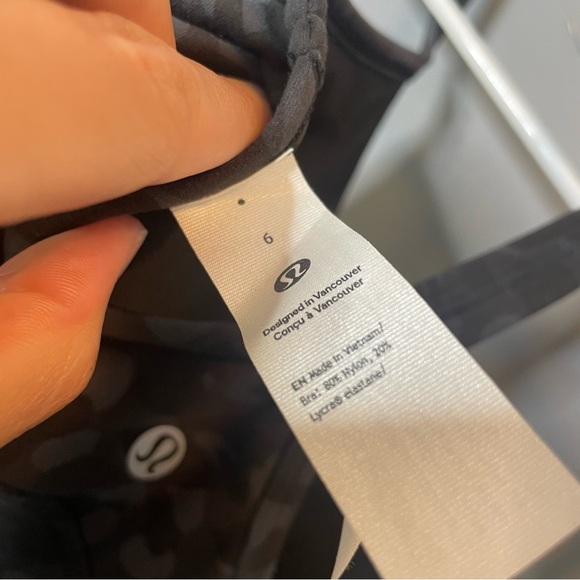 6
Designed in Vancouver
Conçu à Vancouver
EN Made in Vietnam/
Bra: 80% Nylon, 20%
Lycra® elastane/